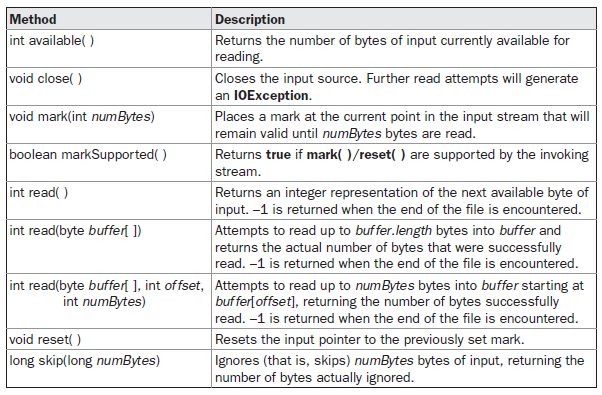 Method Description
int available( ) Returns the number of bytes of input currently available for
reading.
void close( ) Closes the input source. Further read attempts will generate
an IOException.
void mark(int numBytes) Places a mark at the current point in the input stream that will
remain valid until numBytes bytes are read.
boolean markSupported( ) Returns true if mark( )/reset( ) are supported by the invoking
stream.
int read( ) Returns an integer representation of the next available byte of
input. –1 is returned when the end of the file is encountered.
int read(byte buffer[ ]) Attempts to read up to buffer.length bytes into buffer and
returns the actual number of bytes that were successfully
read. –1 is returned when the end of the file is encountered.
int read(byte buffer[ ], int offset, Attempts to read up to numBytes bytes into buffer starting at
int numBytes) buffer[offset], returning the number of bytes successfully
read. –1 is returned when the end of the file is encountered.
void reset( ) Resets the input pointer to the previously set mark.
long skip(long numBytes) Ignores (that is, skips) numBytes bytes of input, returning the
number of bytes actually ignored.